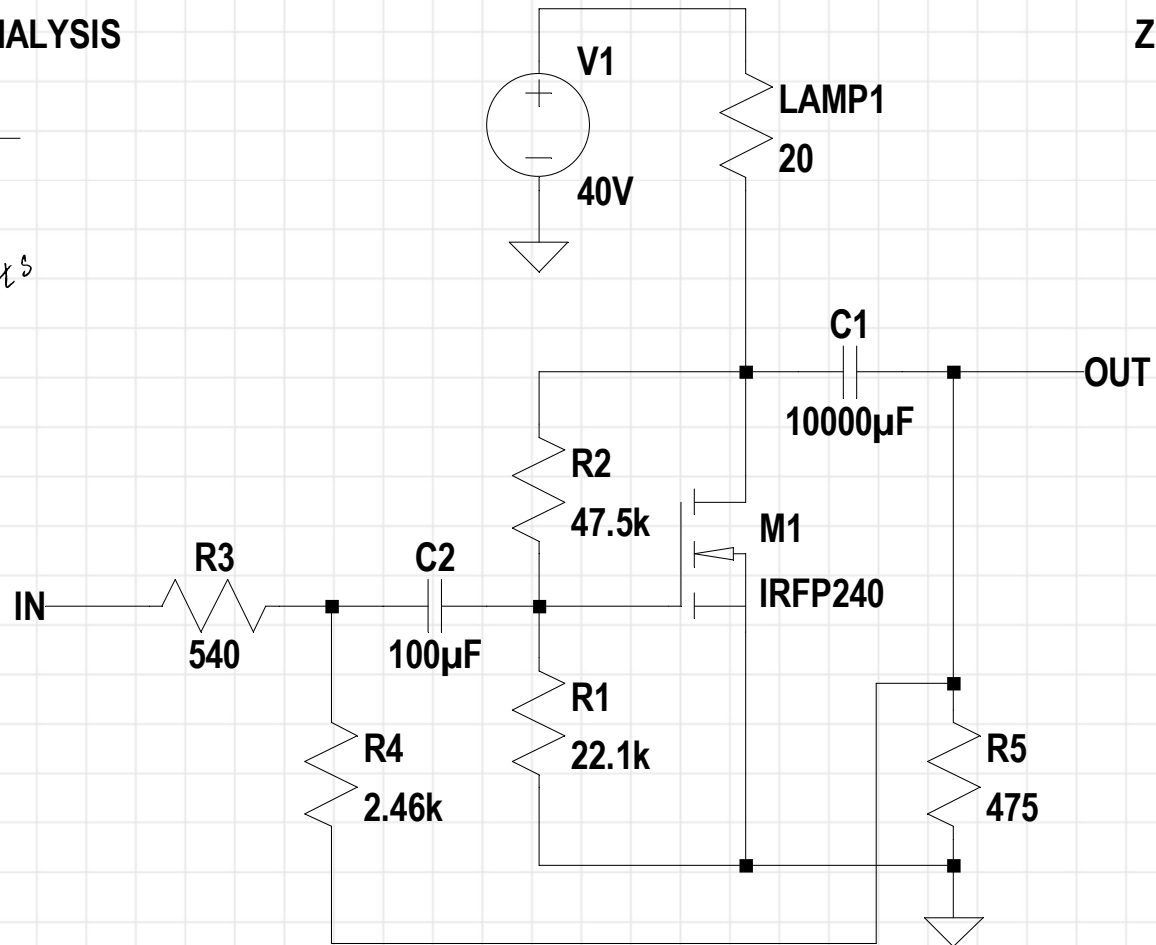 NALYSIS
Z
V1
40V
LAMP1
20
C1
10000µF
OUT
R2
47.5k
M1
IRFP240
R3
540
IN
C2
100µF
R1
22.1k
R4
2.46k
R5
475